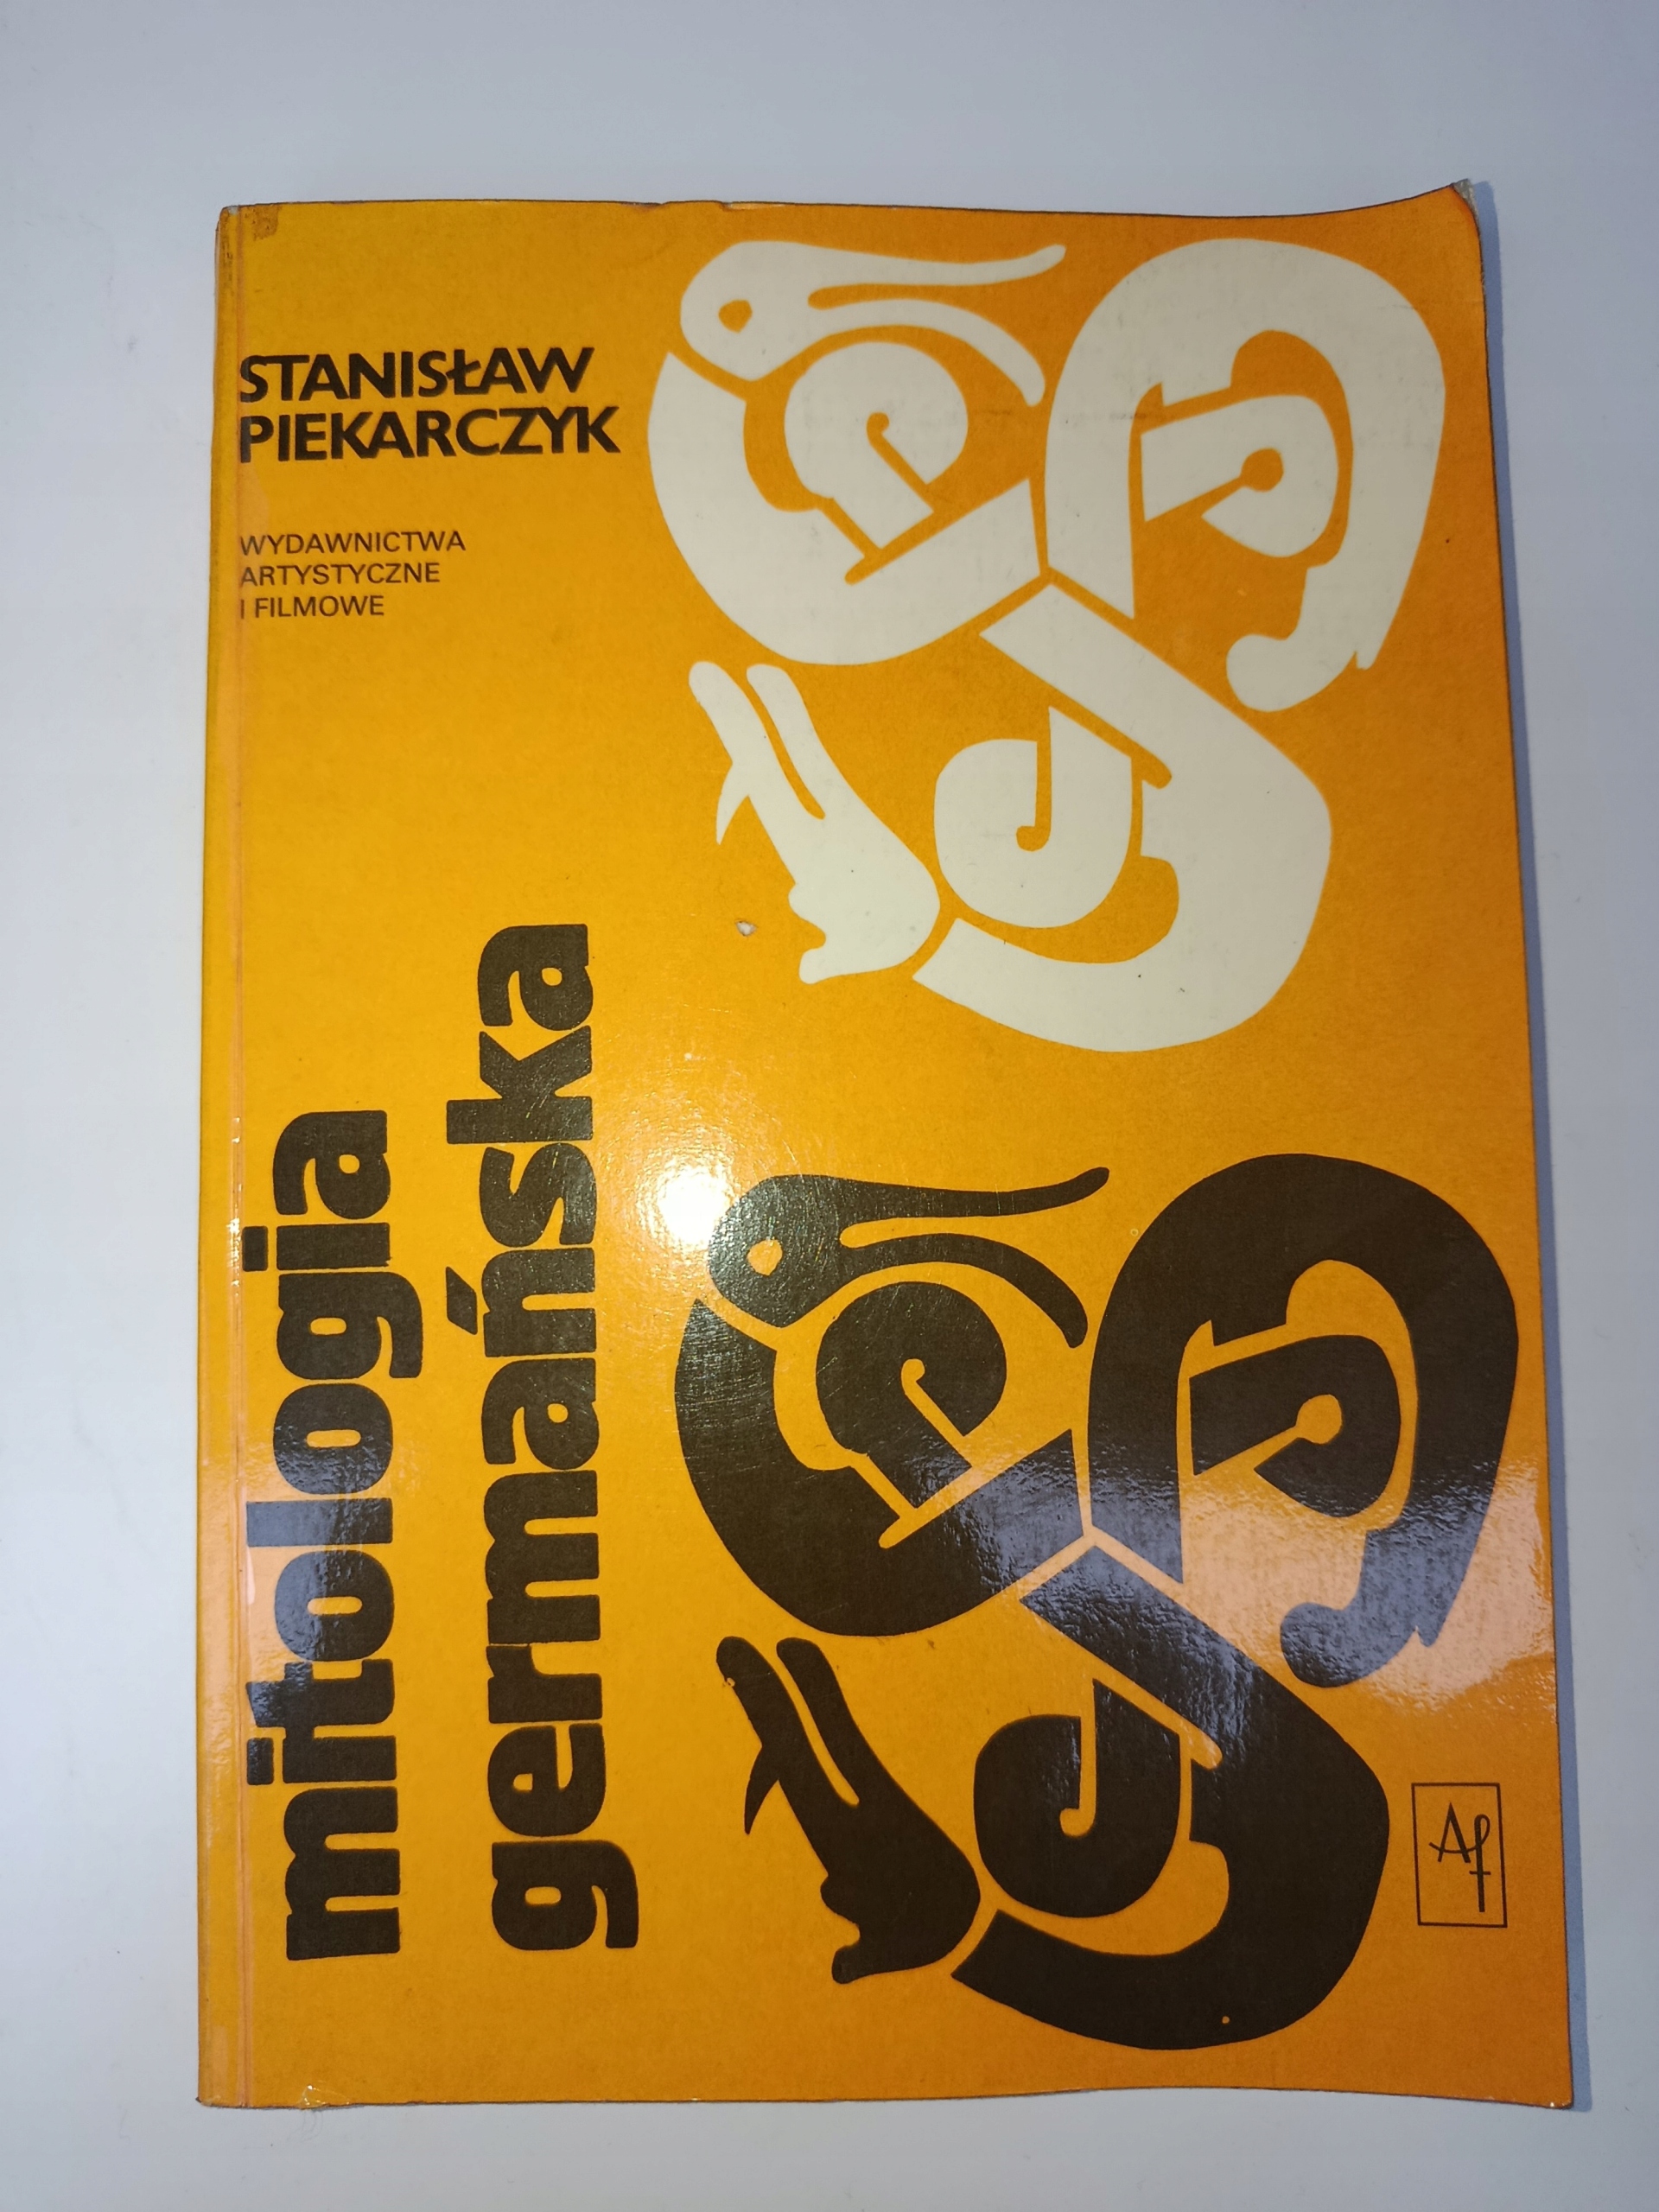 STANISŁAW
PIEKARCZYK
WYDAWNICTWA
ARTYSTYCZNE
I FILMOWE
mitologia
germańska
Af